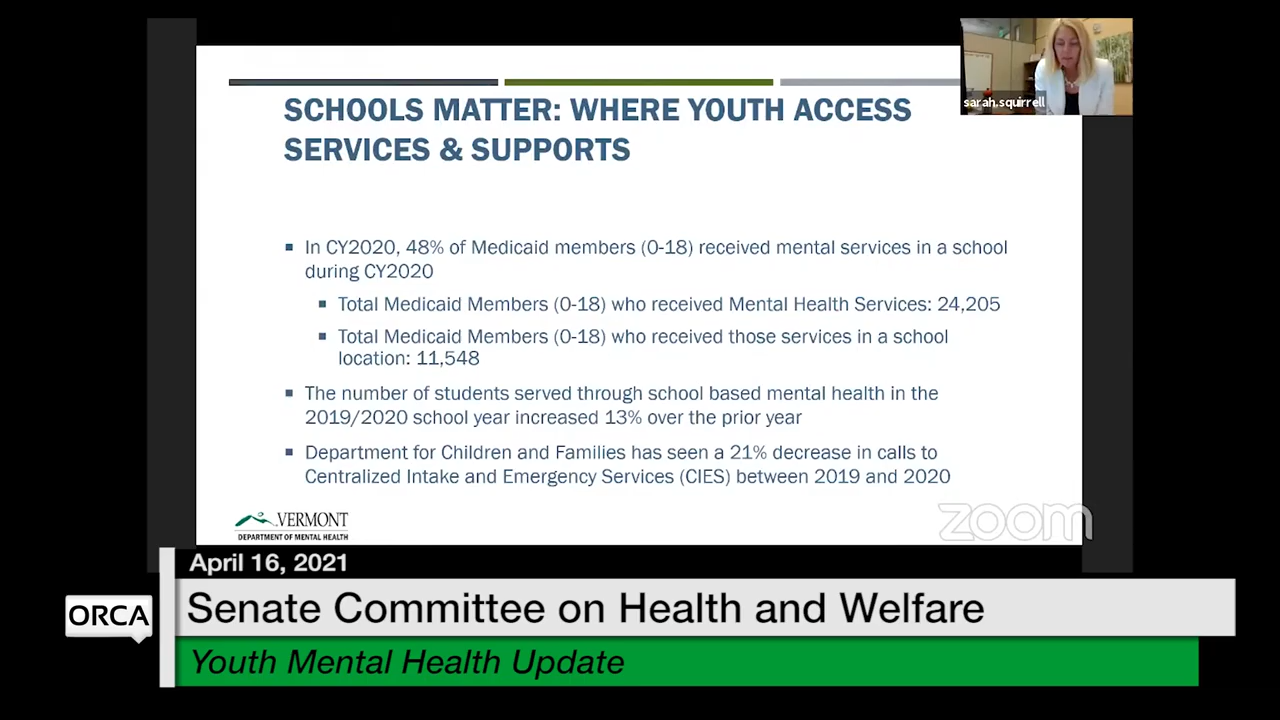 sarah.squirrell
SCHOOLS MATTER: WHERE YOUTH ACCESS
SERVICES & SUPPORTS
In CY2020, 48% of Medicaid members (0-18) received mental services in a school
during CY2020
Total Medicaid Members (0-18) who received Mental Health Services: 24,205
Total Medicaid Members (0-18) who received those services in a school
location: 11,548
The number of students served through school based mental health in the
2019/2020 school year increased 13% over the prior year
Department for Children and Families has seen a 21% decrease in calls to
Centralized Intake and Emergency Services (CIES) between 2019 and 2020
VERMONT
DEPARTMENT OF MENTAL HEALTH
zoom
April 16, 2021
ORCA
Senate Committee on Health and Welfare
Youth Mental Health Update